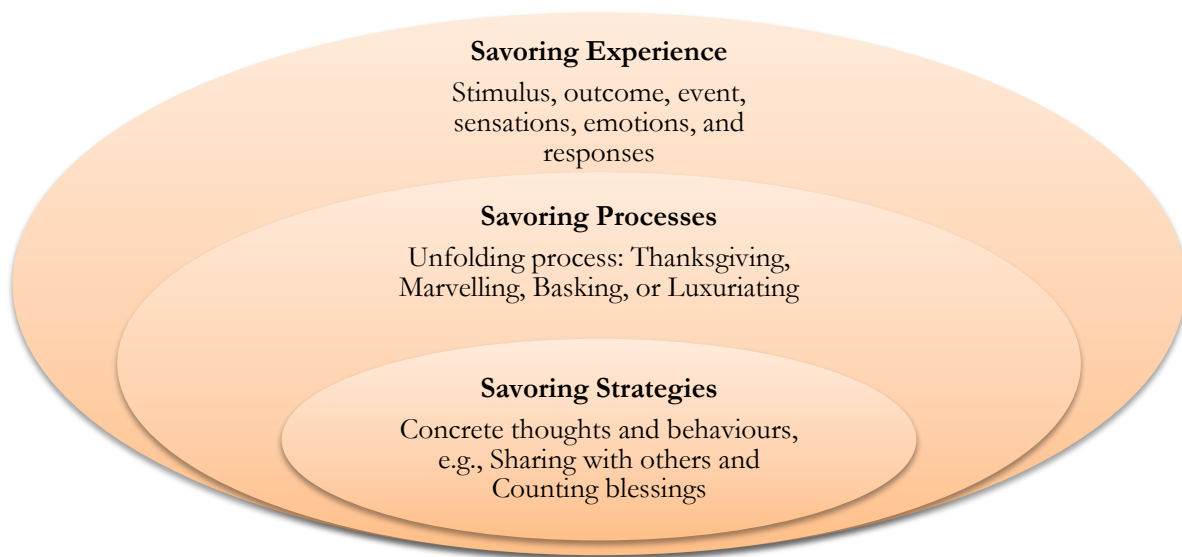 Savoring Experience
Stimulus, outcome, event,
sensations, emotions, and
responses
Savoring Processes
Unfolding process: Thanksgiving,
Marvelling, Basking, or Luxuriating
Savoring Strategies
Concrete thoughts and behaviours,
e.g., Sharing with others and
Counting blessings